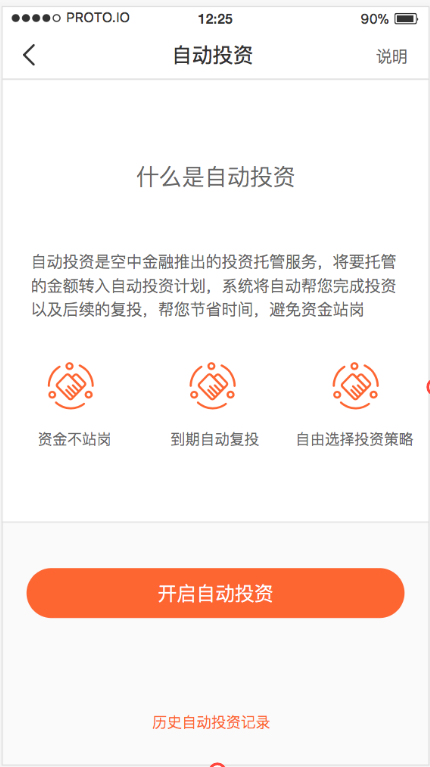 PROTO.IO 12:25 90%
自动投资 说明
什么是自动投资
自动投资是空中金融推出的投资托管服务，将要托管
的金额转入自动投资计划，系统将自动帮您完成投资
以及后续的复投，帮您节省时间，避免资金站岗
资金不站岗 到期自动复投 自由选择投资策略
开启自动投资
历史自动投资记录